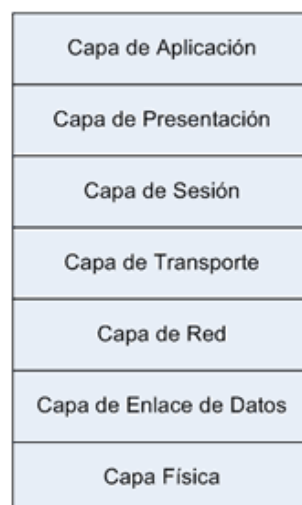 Capa de Aplicación
Capa de Presentación
Capa de Sesión
Capa de Transporte
Capa de Red
Capa de Enlace de Datos
Capa Física